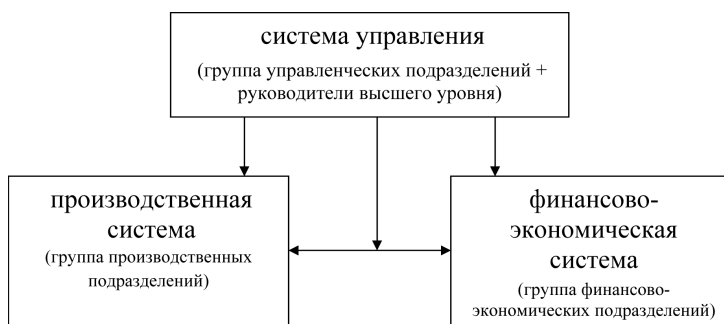 система управления
(группа управленческих подразделений +
руководители высшего уровня)
производственная
система
(группа производственных
подразделений)
финансово-
экономическая
система
(группа финансово-
экономических подразделений)